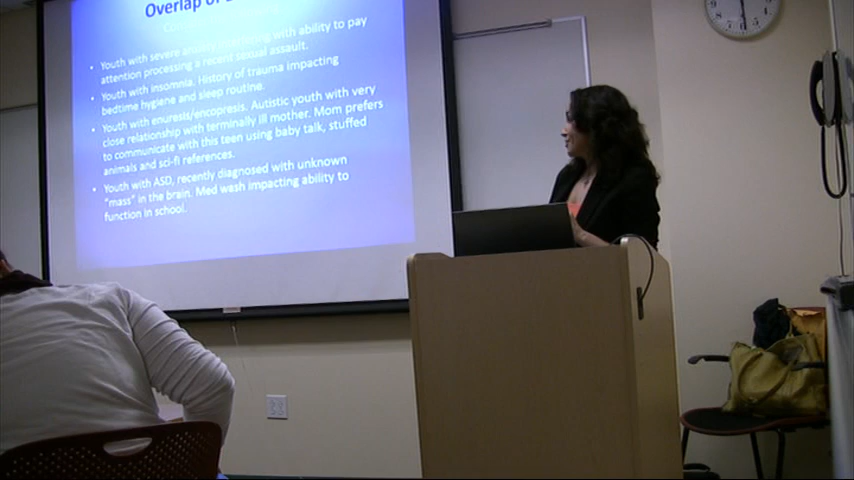 Overlap of
• Youth with severe anxiety interfering with ability to pay
attention processing a recent sexual assault.
• Youth with insomnia. History of trauma impacting
bedtime hygiene and sleep routine.
• Youth with enuresis/encopresis. Autistic youth with very
close relationship with terminally ill mother. Mom prefers
to communicate with this teen using baby talk, stuffed
animals and sci-fi references.
• Youth with ASD, recently diagnosed with unknown
"mass" in the brain. Med wash impacting ability to
function in school.